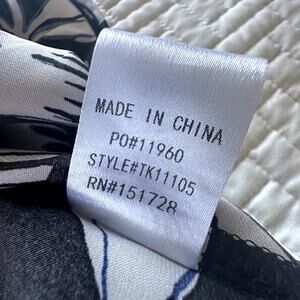 MADE IN CHINA
PO#11960
STYLE#TK11105
RN#151728